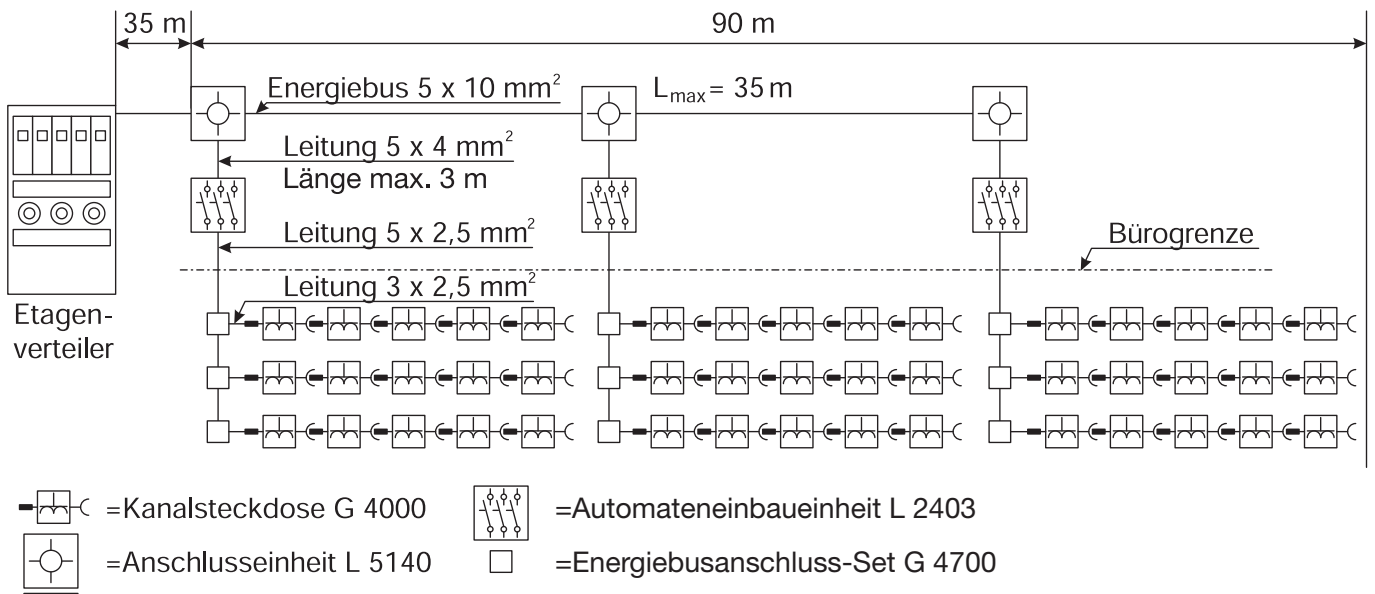 35 m
90 m
Energiebus 5 x 10 mm²
Lmax = 35 m
Leitung 5 x 4 mm²
Länge max. 3 m
Leitung 5 x 2,5 mm²
Bürogrenze
Leitung 3 x 2,5 mm²
Etagen-
verteiler
=Kanalsteckdose G 4000
=Automateneinbaueinheit L 2403
=Anschlusseinheit L 5140
=Energiebusanschluss-Set G 4700